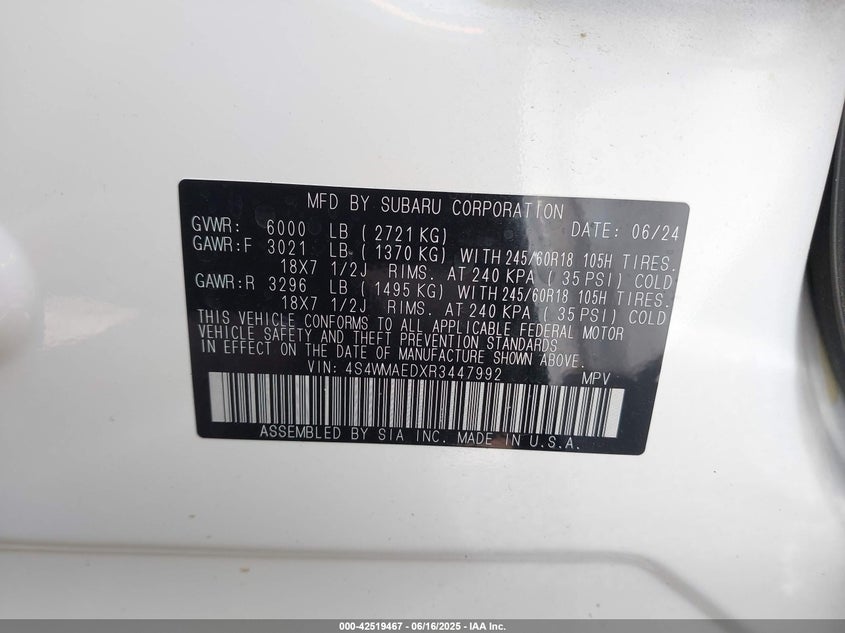 MFD BY SUBARU CORPORATION DATE: 06/24
GVWR: 6000 LB ( 2721 KG)
GAWR:F 3021 LB ( 1370 KG) WITH 245/60R18 105H TIRES.
18X7 1/2J RIMS. AT 240 KPA ( 35 PSI) COLD
GAWR:R 3296 LB ( 1495 KG) WITH 245/60R18 105H TIRES.
18X7 1/2J RIMS. AT 240 KPA ( 35 PSI) COLD
THIS VEHICLE CONFORMS TO ALL APPLICABLE FEDERAL MOTOR
VEHICLE SAFETY AND THEFT PREVENTION STANDARDS
IN EFFECT ON THE DATE OF MANUFACTURE SHOWN ABOVE.
VIN: 4S4WMAEDXR3447992 MPV
ASSEMBLED BY SIA INC. MADE IN U.S.A.
000-42519467 - 06/16/2025 - IAA Inc.